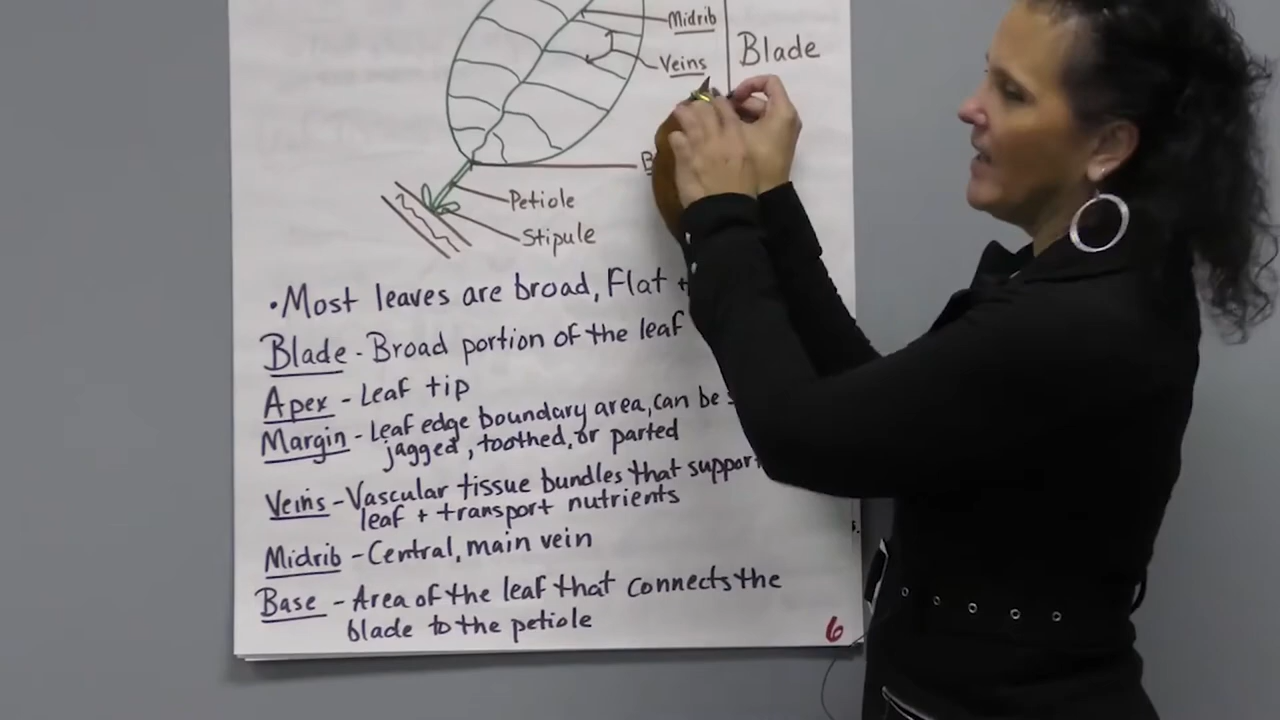 Midrib
Veins
Blade
Petiole
Stipule
• Most leaves are broad, Flat +
Blade - Broad portion of the leaf
Apex - Leaf tip
Margin - Leaf edge boundary area, can be
jagged, toothed, or parted
Veins - Vascular tissue bundles that support
leaf + transport nutrients
Midrib - Central, main vein
Base - Area of the leaf that connects the
blade to the petiole
6